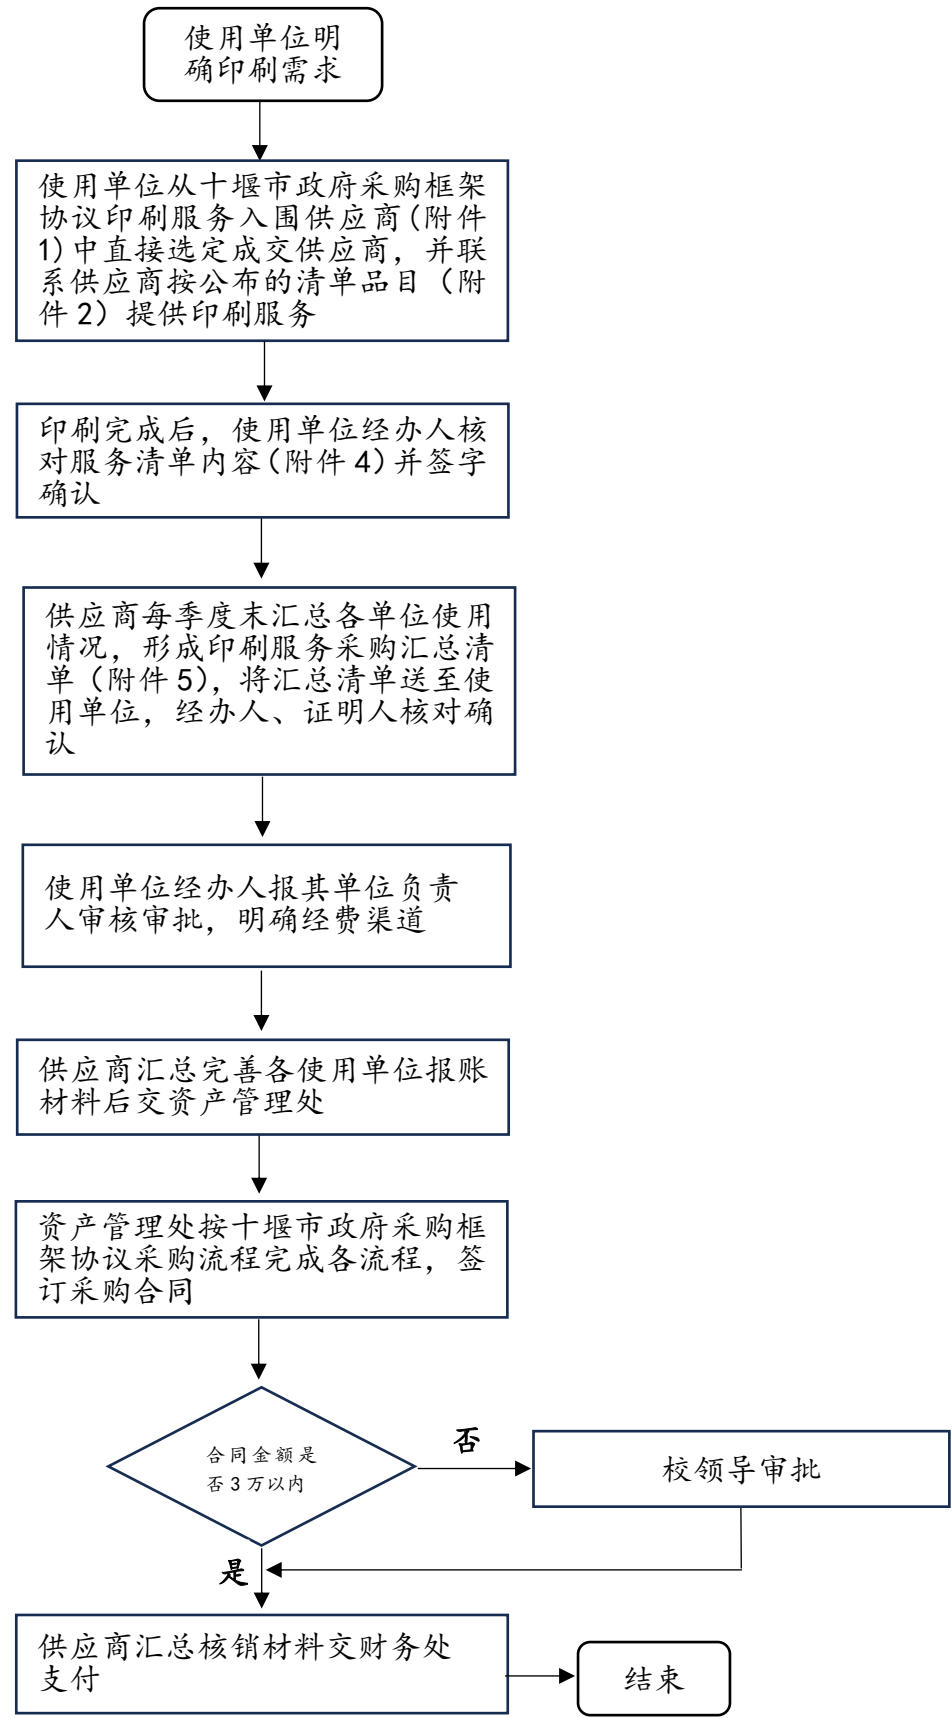 使用单位明
确印刷需求
使用单位从十堰市政府采购框架
协议印刷服务入围供应商(附件
1)中直接选定成交供应商，并联
系供应商按公布的清单品目（附
件2）提供印刷服务
印刷完成后，使用单位经办人核
对服务清单内容(附件4)并签字
确认
供应商每季度末汇总各单位使用
情况，形成印刷服务采购汇总清
单（附件5），将汇总清单送至使
用单位，经办人、证明人核对确
认
使用单位经办人报其单位负责
人审核审批，明确经费渠道
供应商汇总完善各使用单位报账
材料后交资产管理处
资产管理处按十堰市政府采购框
架协议采购流程完成各流程，签
订采购合同
合同金额是
否3万以内
否
校领导审批
是
供应商汇总核销材料交财务处
支付
结束